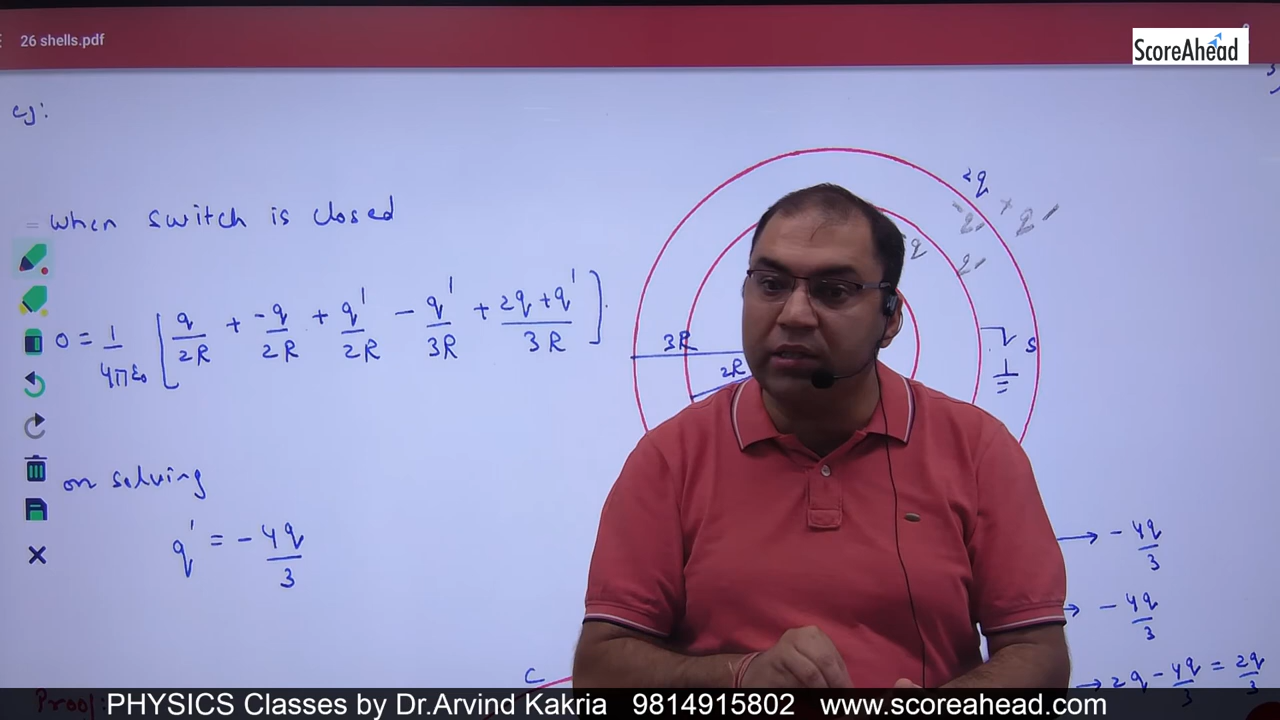 26 shells.pdf
ScoreAhead
eg:
2q
- When switch is closed
0 = 1/4πε₀ [ q/2R + -q/2R + q'/2R - q'/3R + 2q+q'/3R ].
3R
2R
S
on solving
q' = - 4q/3
→ - 4q/3
→ - 4q/3
→ 2q - 4q/3 = 2q/3
C
Proof:
PHYSICS Classes by Dr.Arvind Kakria 9814915802 www.scoreahead.com